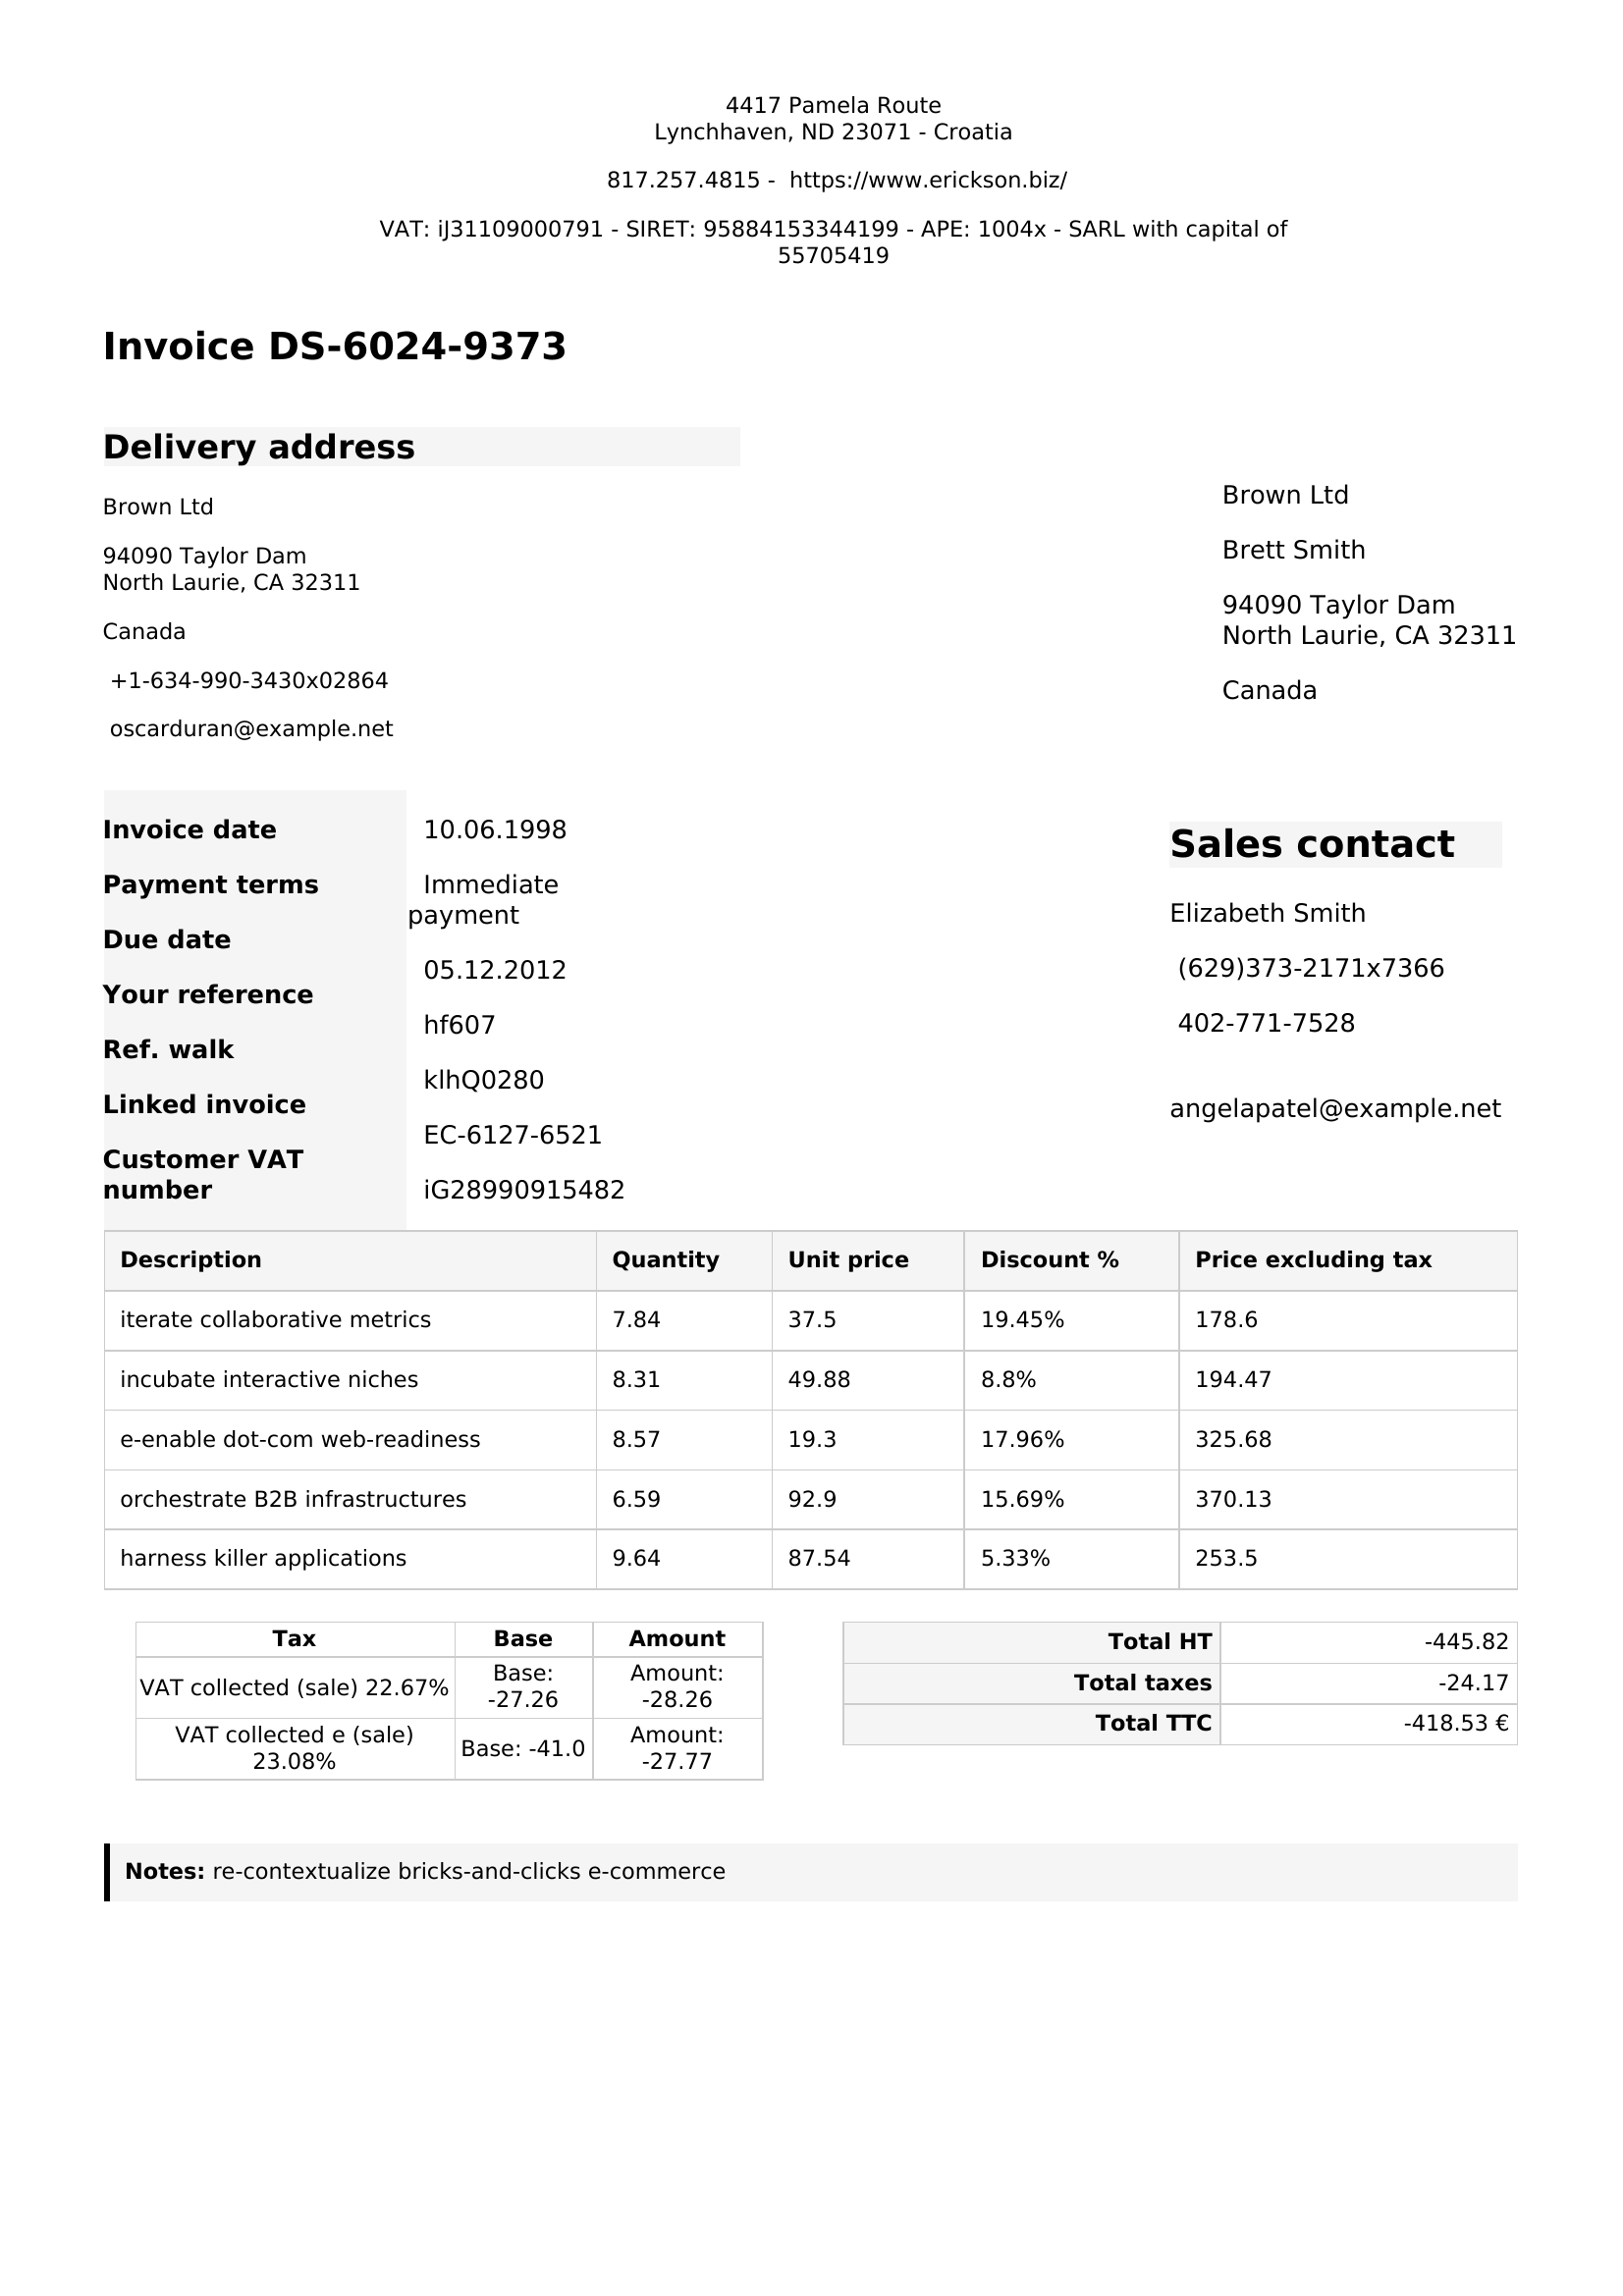 4417 Pamela Route
Lynchhaven, ND 23071 - Croatia
817.257.4815 - https://www.erickson.biz/
VAT: iJ31109000791 - SIRET: 95884153344199 - APE: 1004x - SARL with capital of
55705419
Invoice DS-6024-9373
Delivery address
Brown Ltd
94090 Taylor Dam
North Laurie, CA 32311
Canada
+1-634-990-3430x02864
oscarduran@example.net
Brown Ltd
Brett Smith
94090 Taylor Dam
North Laurie, CA 32311
Canada
Invoice date
Payment terms
Due date
Your reference
Ref. walk
Linked invoice
Customer VAT
number
10.06.1998
Immediate
payment
05.12.2012
hf607
klhQ0280
EC-6127-6521
iG28990915482
Sales contact
Elizabeth Smith
(629)373-2171x7366
402-771-7528
angelapatel@example.net
Description Quantity Unit price Discount % Price excluding tax
iterate collaborative metrics 7.84 37.5 19.45% 178.6
incubate interactive niches 8.31 49.88 8.8% 194.47
e-enable dot-com web-readiness 8.57 19.3 17.96% 325.68
orchestrate B2B infrastructures 6.59 92.9 15.69% 370.13
harness killer applications 9.64 87.54 5.33% 253.5
Tax Base Amount
VAT collected (sale) 22.67% Base: -27.26 Amount: -28.26
VAT collected e (sale) 23.08% Base: -41.0 Amount: -27.77
Total HT -445.82
Total taxes -24.17
Total TTC -418.53 €
Notes: re-contextualize bricks-and-clicks e-commerce